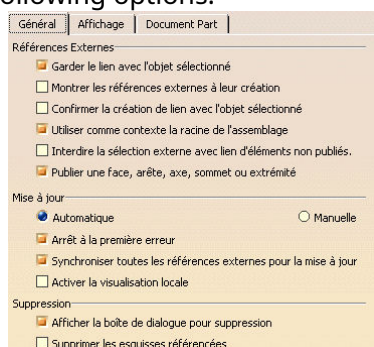 ollowing options:
Général Affichage Document Part
Références Externes
Garder le lien avec l'objet sélectionné
Montrer les références externes à leur création
Confirmer la création de lien avec l'objet sélectionné
Utiliser comme contexte la racine de l'assemblage
Interdire la sélection externe avec lien d'éléments non publiés.
Publier une face, arête, axe, sommet ou extrémité
Mise à jour
Automatique Manuelle
Arrêt à la première erreur
Synchroniser toutes les références externes pour la mise à jour
Activer la visualisation locale
Suppression
Afficher la boîte de dialogue pour suppression
Supprimer les esquisses référencées